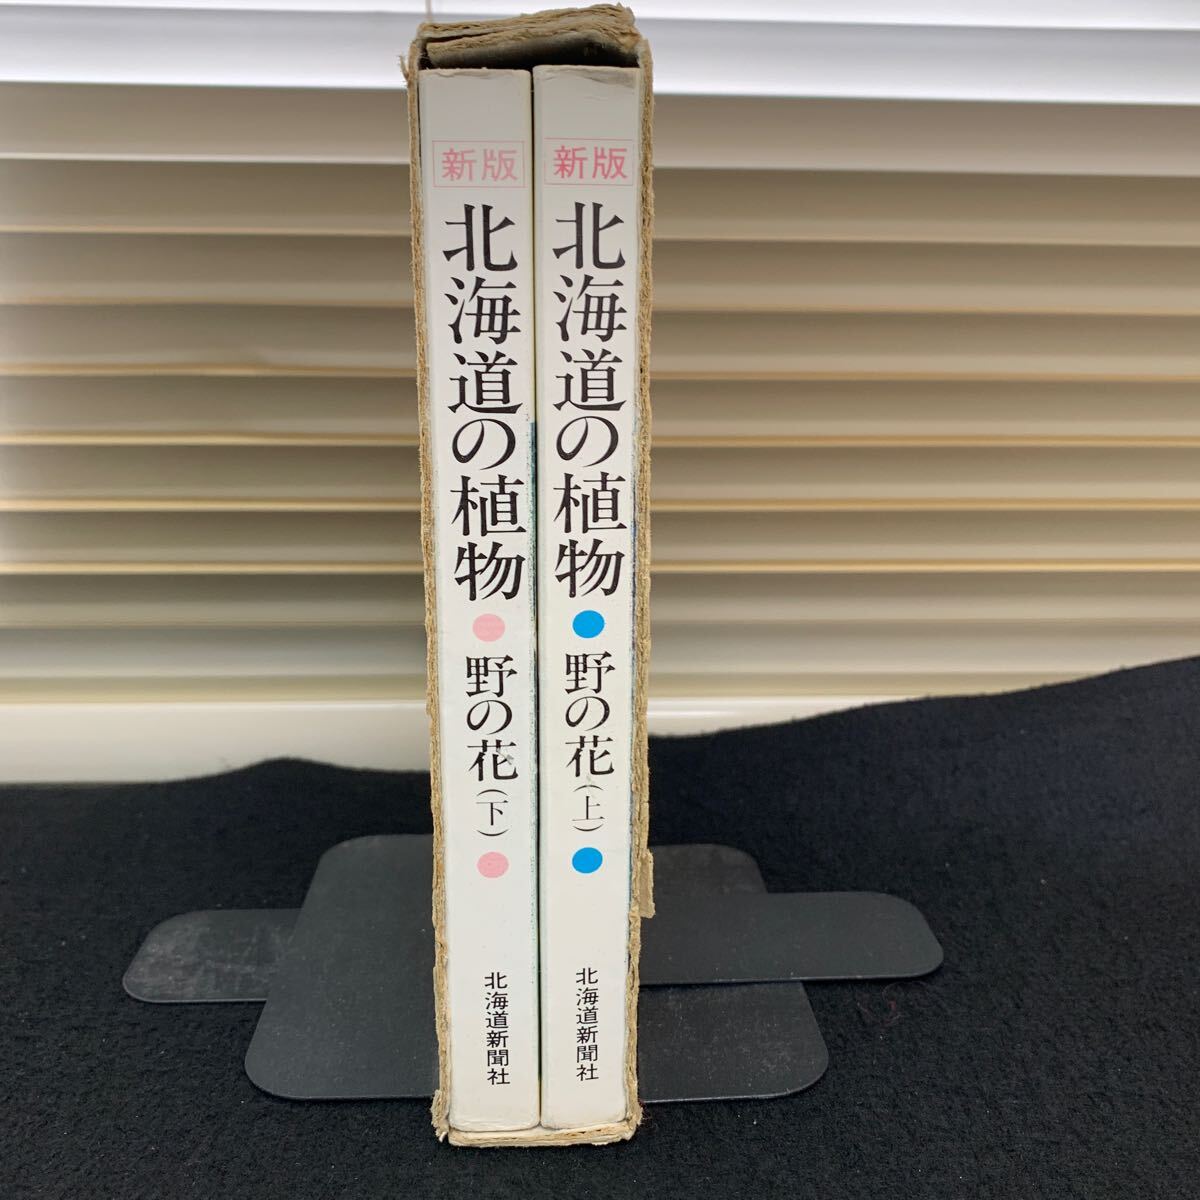 新版
北海道の植物●野の花(上)●
北海道新聞社
新版
北海道の植物●野の花(下)●
北海道新聞社